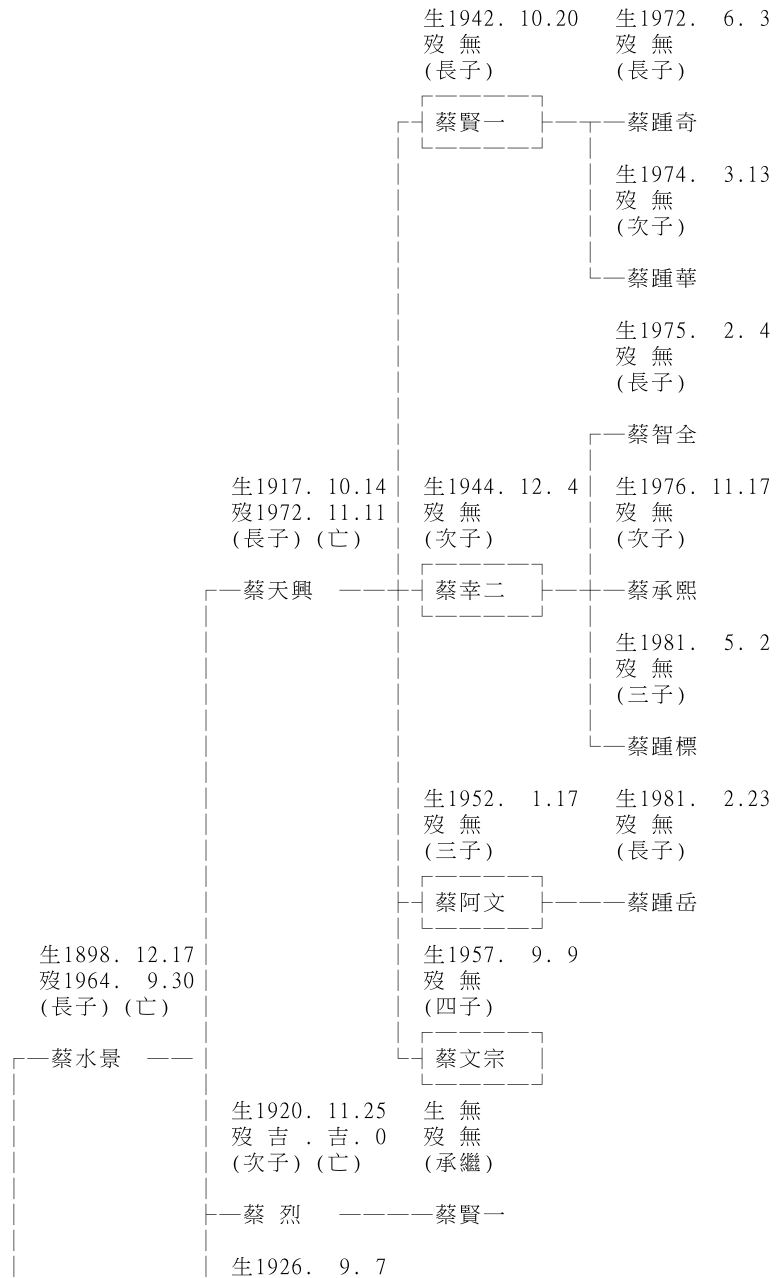 生1942. 10.20 生1972. 6. 3
歿 無 歿 無
(長子) (長子)
蔡賢一 蔡踵奇
生1974. 3.13
歿 無
(次子)
蔡踵華
生1975. 2. 4
歿 無
(長子)
蔡智全
生1917. 10.14 生1944. 12. 4 生1976. 11.17
歿1972. 11.11 歿 無 歿 無
(長子) (亡) (次子) (次子)
蔡天興 蔡幸二 蔡承熙
生1981. 5. 2
歿 無
(三子)
蔡踵標
生1952. 1.17 生1981. 2.23
歿 無 歿 無
(三子) (長子)
蔡阿文 蔡踵岳
生1898. 12.17 生1957. 9. 9
歿1964. 9.30 歿 無
(長子) (亡) (四子)
蔡水景 蔡文宗
生1920. 11.25 生 無
歿 吉 . 吉. 0 歿 無
(次子) (亡) (承繼)
蔡 烈 蔡賢一
生1926. 9. 7